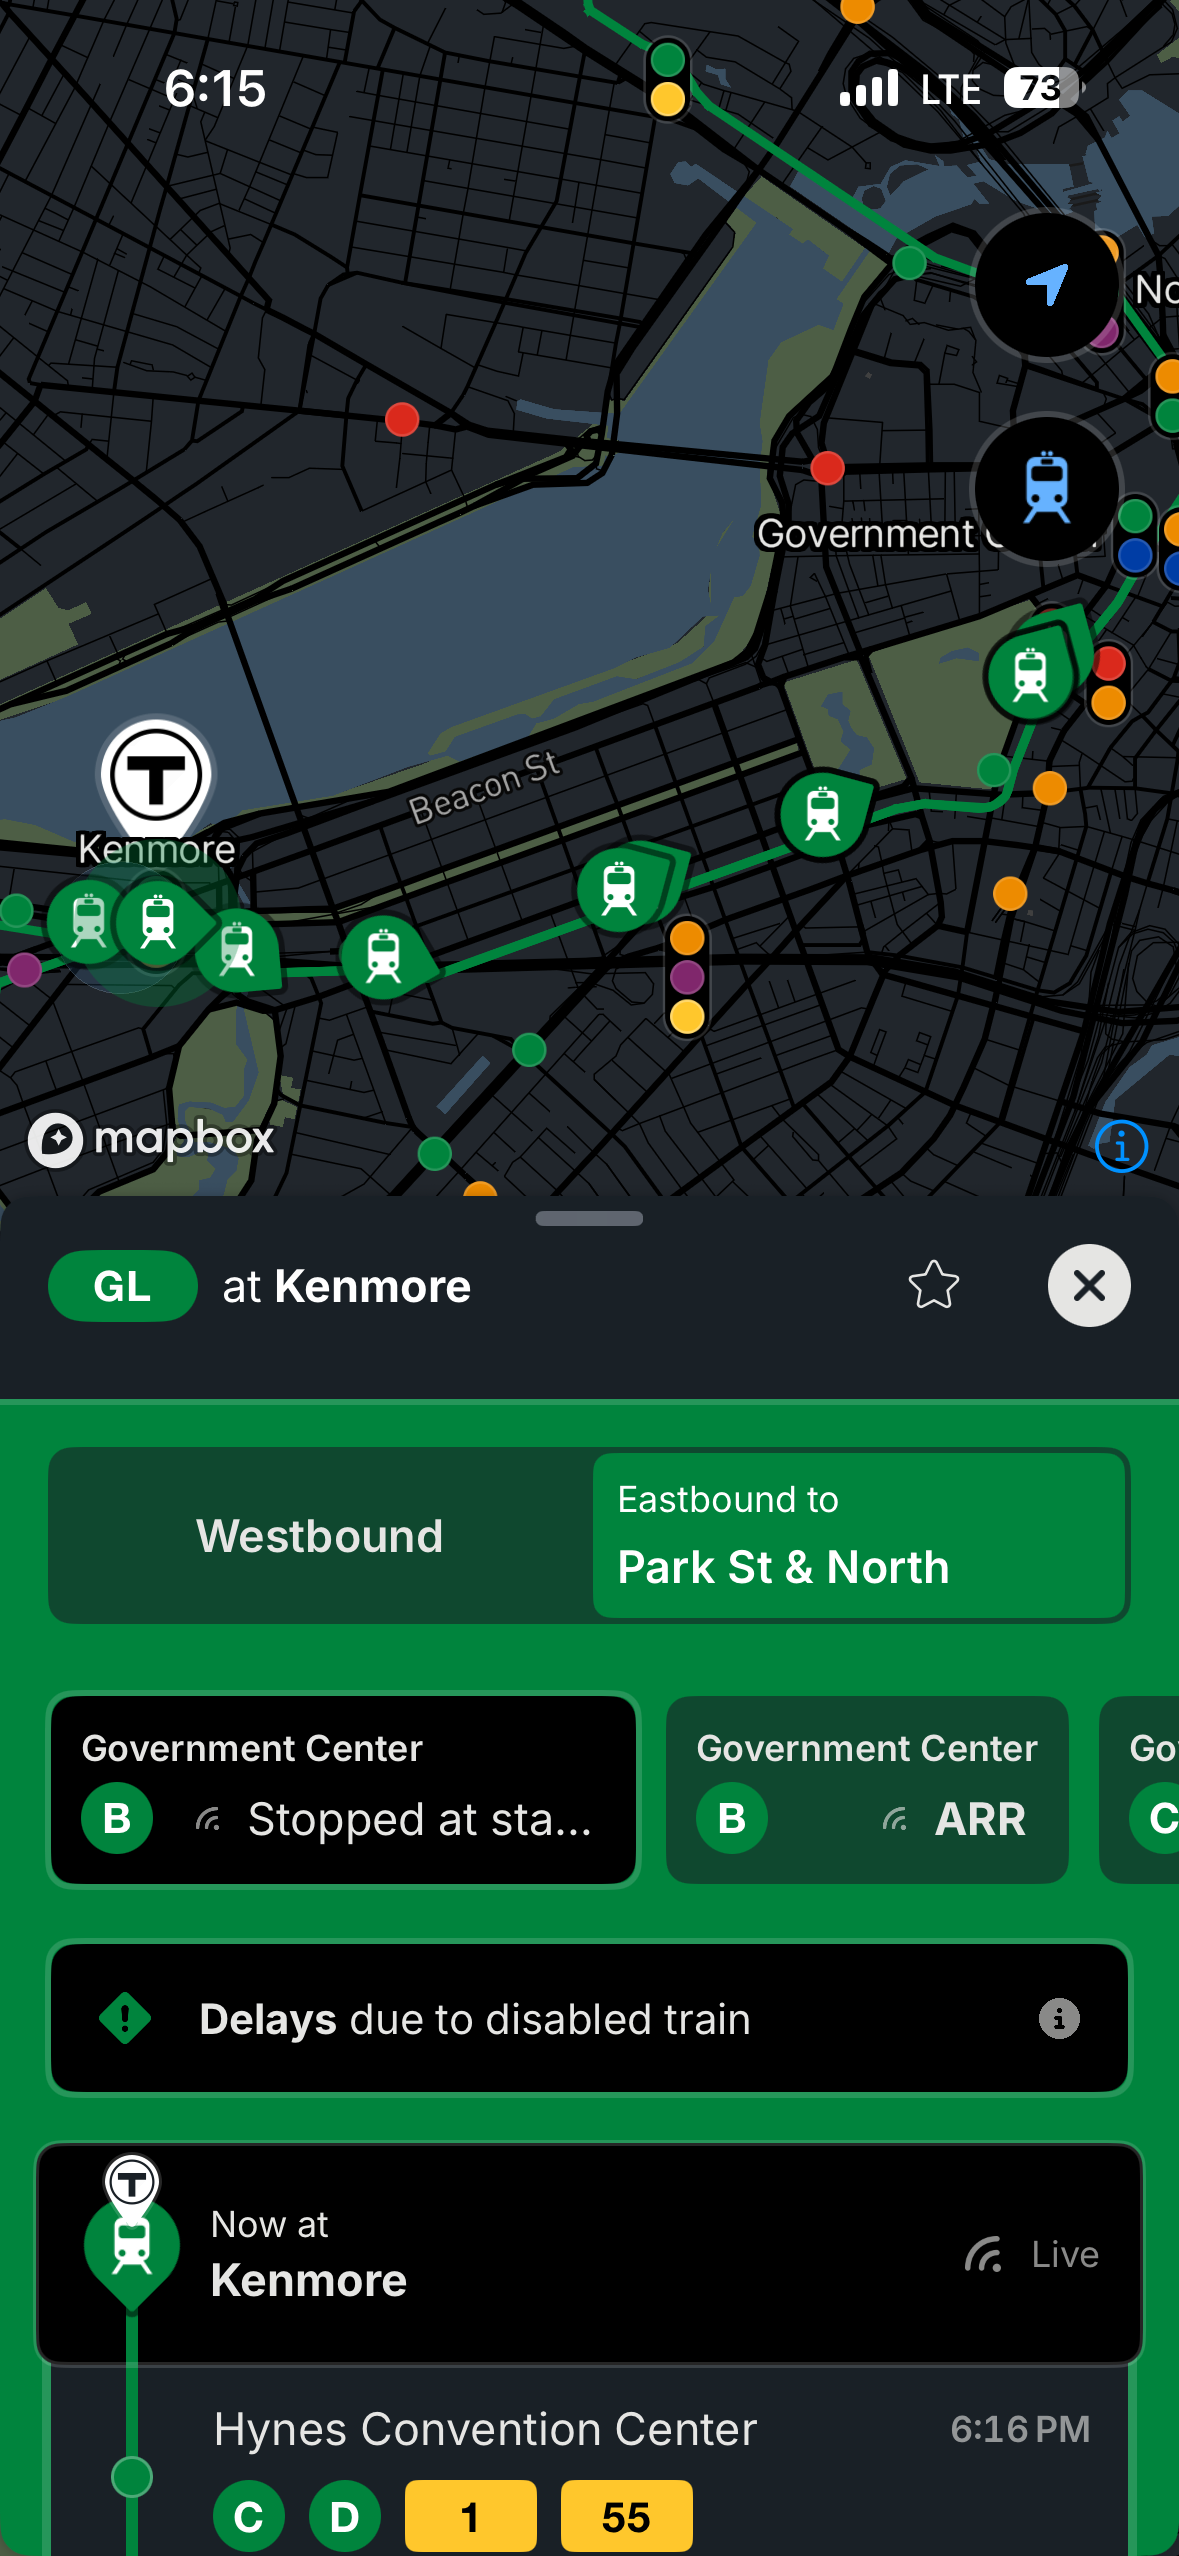 6:15
LTE
73
No
Government
Beacon St
T
Kenmore
mapbox
GL at Kenmore
Westbound
Eastbound to
Park St & North
Government Center
B Stopped at sta...
Government Center
B ARR
Go
C
Delays due to disabled train
T
Now at
Kenmore
Live
Hynes Convention Center
6:16 PM
C D 1 55